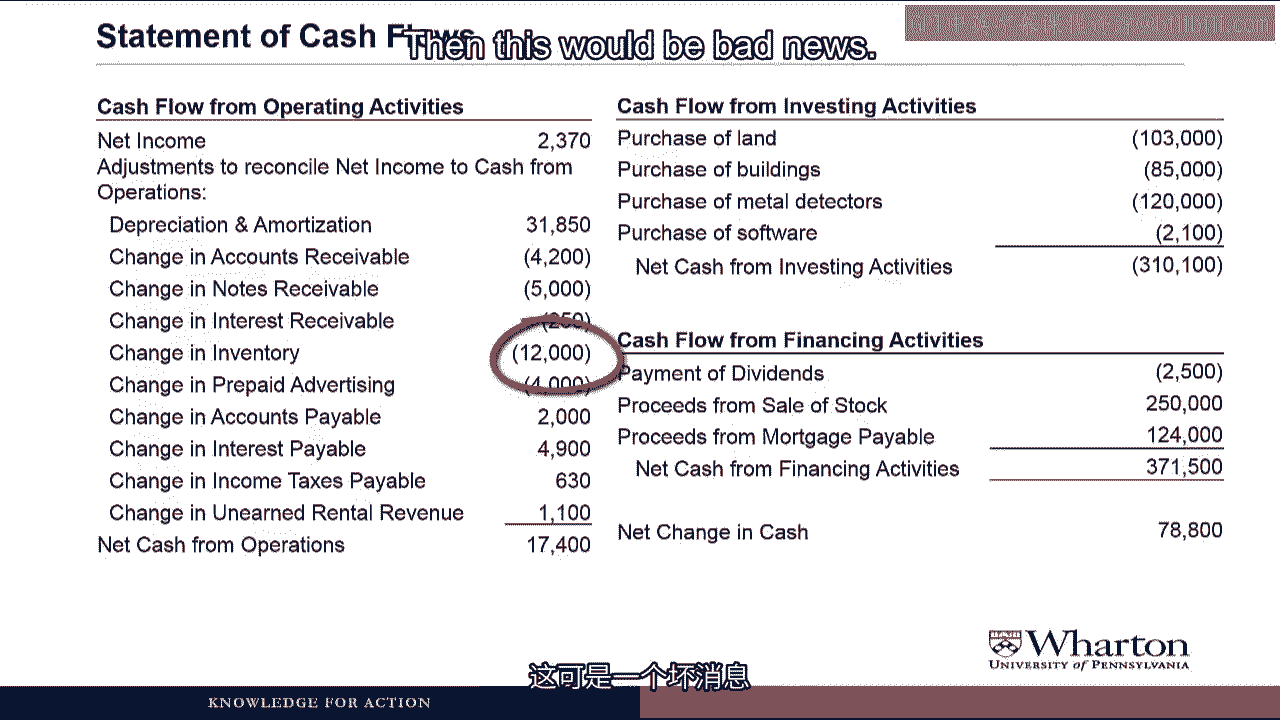 Statement of Cash Flows
Then this would be bad news.
Cash Flow from Operating Activities
Net Income 2,370
Adjustments to reconcile Net Income to Cash from
Operations:
Depreciation & Amortization 31,850
Change in Accounts Receivable (4,200)
Change in Notes Receivable (5,000)
Change in Interest Receivable (250)
Change in Inventory (12,000)
Change in Prepaid Advertising (4,000)
Change in Accounts Payable 2,000
Change in Interest Payable 4,900
Change in Income Taxes Payable 630
Change in Unearned Rental Revenue 1,100
Net Cash from Operations 17,400
Cash Flow from Investing Activities
Purchase of land (103,000)
Purchase of buildings (85,000)
Purchase of metal detectors (120,000)
Purchase of software (2,100)
Net Cash from Investing Activities (310,100)
Cash Flow from Financing Activities
Payment of Dividends (2,500)
Proceeds from Sale of Stock 250,000
Proceeds from Mortgage Payable 124,000
Net Cash from Financing Activities 371,500
Net Change in Cash 78,800
Wharton
UNIVERSITY of PENNSYLVANIA
这可是一个坏消息
KNOWLEDGE FOR ACTION